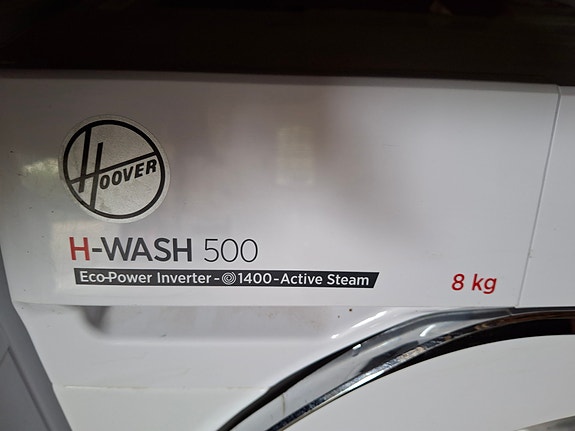 HOOVER
H-WASH 500
Eco-Power Inverter - 1400 - Active Steam
8 kg